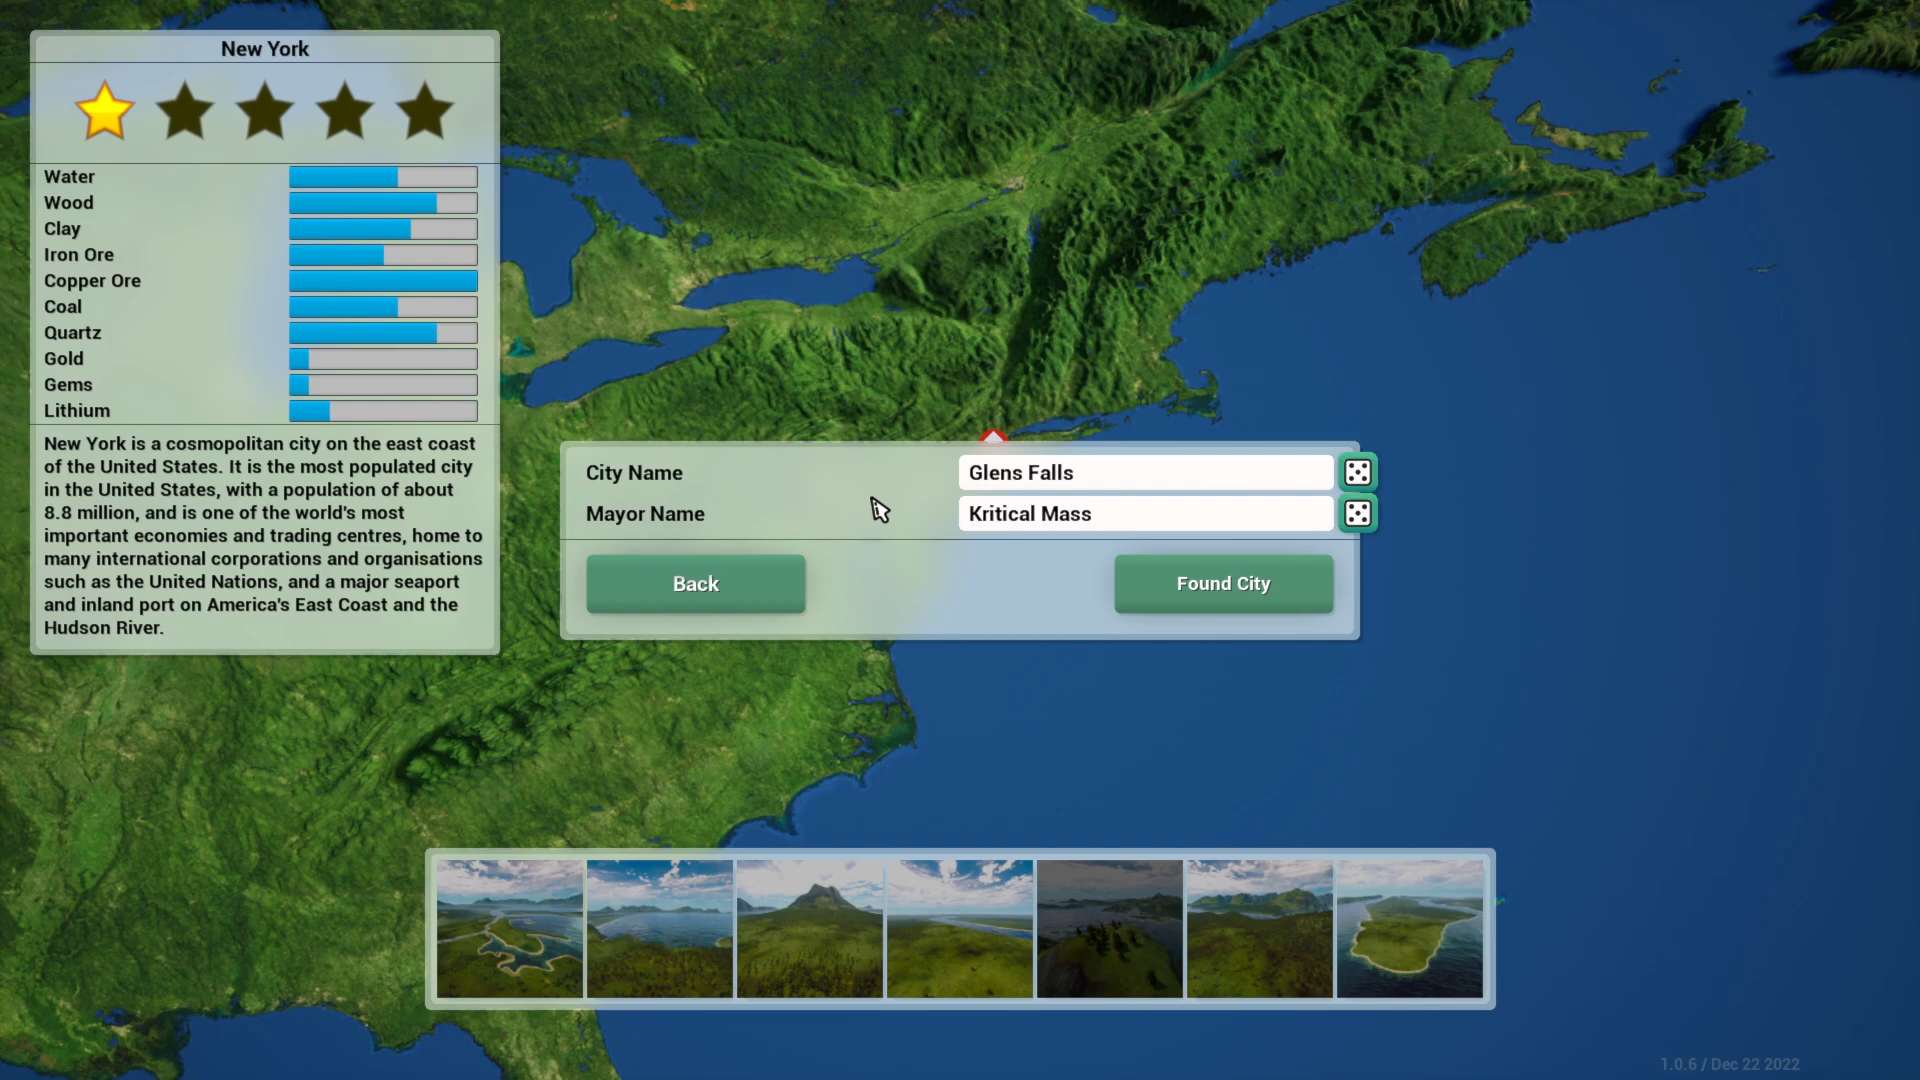 New York
Water
Wood
Clay
Iron Ore
Copper Ore
Coal
Quartz
Gold
Gems
Lithium
New York is a cosmopolitan city on the east coast
of the United States. It is the most populated city
in the United States, with a population of about
8.8 million, and is one of the world's most
important economies and trading centres, home to
many international corporations and organisations
such as the United Nations, and a major seaport
and inland port on America's East Coast and the
Hudson River.
City Name Glens Falls
Mayor Name Kritical Mass
Back Found City
1.0.6 / Dec 22 2022